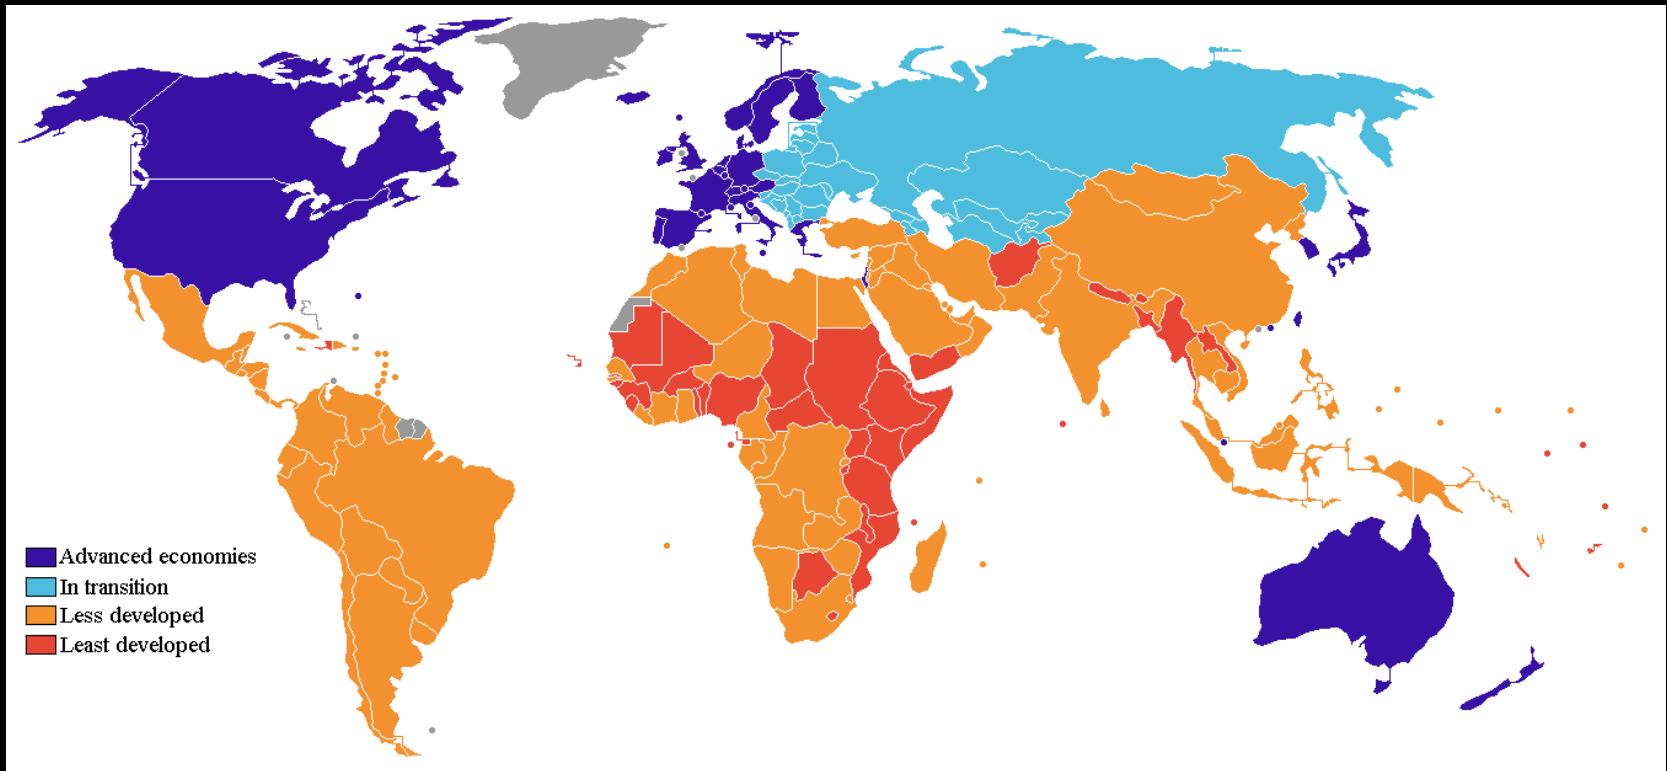 Advanced economies
In transition
Less developed
Least developed